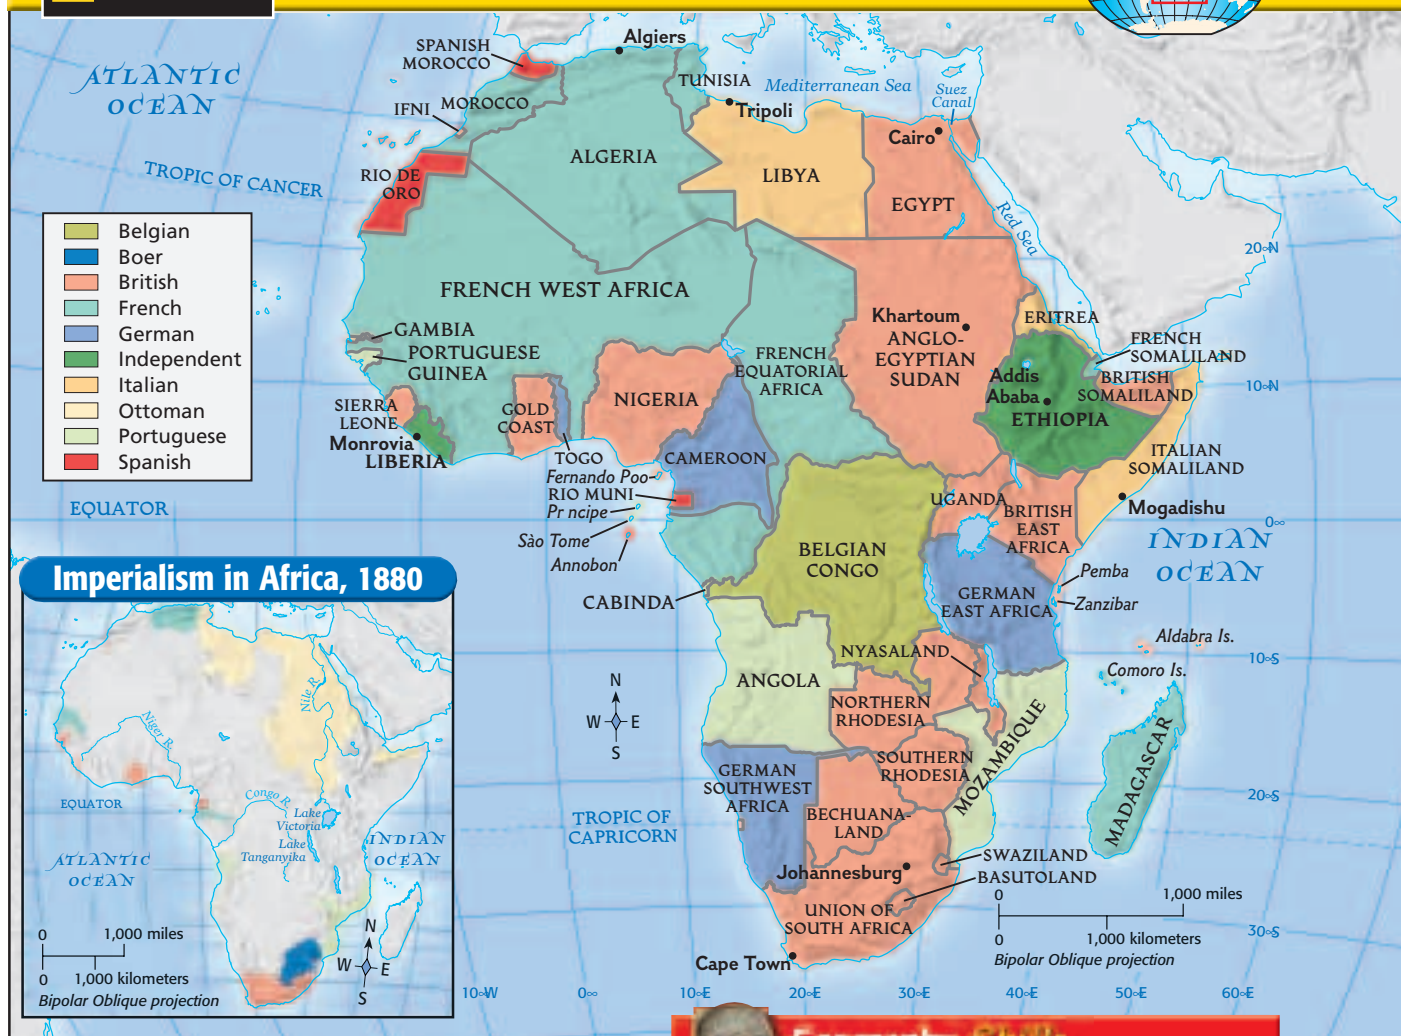 SPANISH
MOROCCO
Algiers
ATLANTIC
OCEAN
IFNI
MOROCCO
TUNISIA
Mediterranean Sea
Suez
Canal
Tripoli
Cairo
ALGERIA
LIBYA
EGYPT
RIO DE
ORO
TROPIC OF CANCER
Red Sea
20∞N
Belgian
Boer
British
French
German
Independent
Italian
Ottoman
Portuguese
Spanish
FRENCH WEST AFRICA
GAMBIA
PORTUGUESE
GUINEA
Khartoum
ANGLO-
EGYPTIAN
SUDAN
ERITREA
FRENCH
SOMALILAND
FRENCH
EQUATORIAL
AFRICA
Addis
Ababa
BRITISH
SOMALILAND
10∞N
SIERRA
LEONE
GOLD
COAST
NIGERIA
ETHIOPIA
Monrovia
LIBERIA
TOGO
CAMEROON
ITALIAN
SOMALILAND
Fernando Poo
RIO MUNI
Pr ncipe
Sào Tome
Annobon
EQUATOR
UGANDA
BRITISH
EAST
AFRICA
Mogadishu
0∞
INDIAN
OCEAN
BELGIAN
CONGO
Pemba
Zanzibar
CABINDA
GERMAN
EAST AFRICA
Aldabra Is.
Comoro Is.
10∞S
NYASALAND
ANGOLA
N
W
E
S
NORTHERN
RHODESIA
MOZAMBIQUE
SOUTHERN
RHODESIA
MADAGASCAR
GERMAN
SOUTHWEST
AFRICA
20∞S
TROPIC OF
CAPRICORN
BECHUANA-
LAND
Johannesburg
SWAZILAND
BASUTOLAND
UNION OF
SOUTH AFRICA
Cape Town
0
1,000 miles
0
1,000 kilometers
Bipolar Oblique projection
30∞S
10∞W
0∞
10∞E
20∞E
30∞E
40∞E
50∞E
60∞E
Imperialism in Africa, 1880
Nile R.
Niger R.
EQUATOR
Congo R.
Lake
Victoria
Lake
Tanganyika
INDIAN
OCEAN
ATLANTIC
OCEAN
0
1,000 miles
0
1,000 kilometers
Bipolar Oblique projection
N
W
E
S